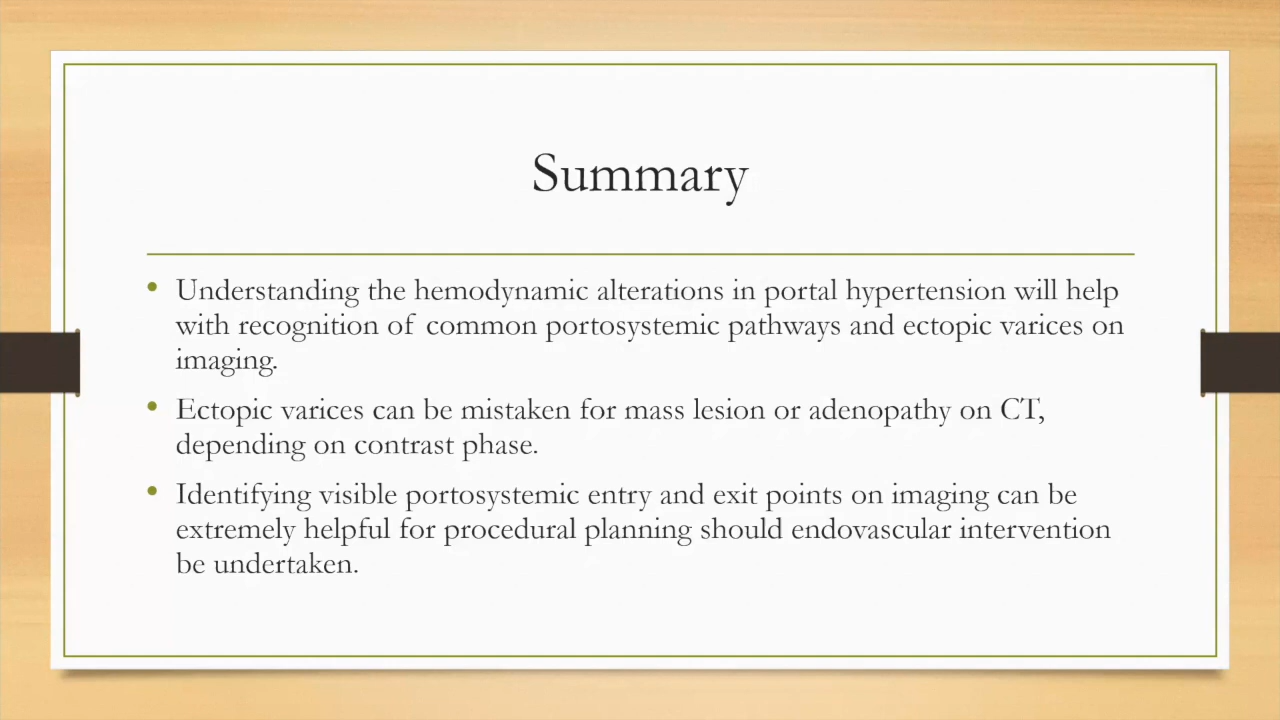 Summary
• Understanding the hemodynamic alterations in portal hypertension will help
with recognition of common portosystemic pathways and ectopic varices on
imaging.
• Ectopic varices can be mistaken for mass lesion or adenopathy on CT,
depending on contrast phase.
• Identifying visible portosystemic entry and exit points on imaging can be
extremely helpful for procedural planning should endovascular intervention
be undertaken.